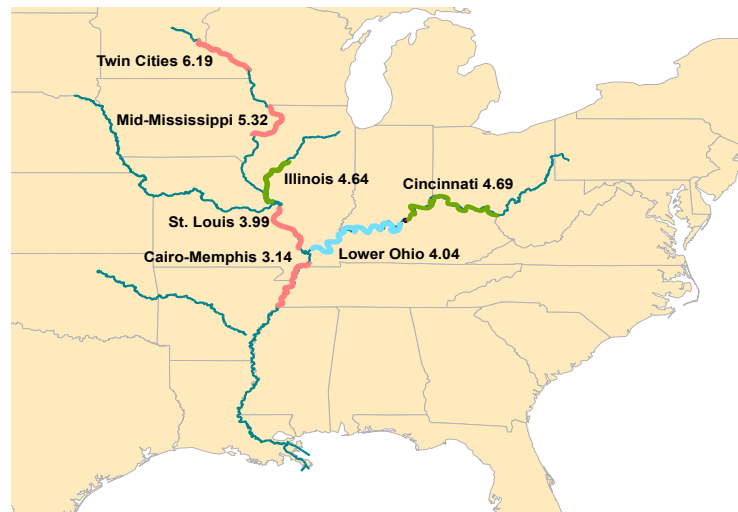 Twin Cities 6.19
Mid-Mississippi 5.32
Illinois 4.64
Cincinnati 4.69
St. Louis 3.99
Cairo-Memphis 3.14
Lower Ohio 4.04